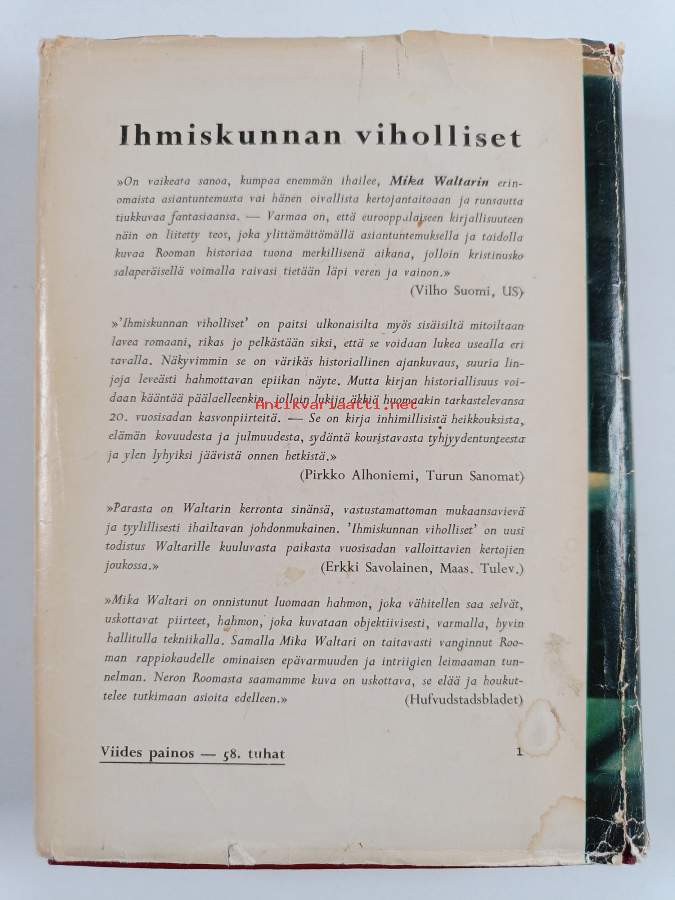 Ihmiskunnan viholliset
»On vaikeata sanoa, kumpaa enemmän ihailee, Mika Waltarin erin-
omaista asiantuntemusta vai hänen oivallista kertojantaitoaan ja runsautta
tiukkuvaa fantasiaansa. — Varmaa on, että eurooppalaiseen kirjallisuuteen
näin on liitetty teos, joka ylittämättömällä asiantuntemuksella ja taidolla
kuvaa Rooman historiaa tuona merkillisenä aikana, jolloin kristinusko
salaperäisellä voimalla raivasi tietään läpi veren ja vainon.»
(Vilho Suomi, US)
»'Ihmiskunnan viholliset' on paitsi ulkonaisilta myös sisäisiltä mitoiltaan
lavea romaani, rikas jo pelkästään siksi, että se voidaan lukea usealla eri
tavalla. Näkyvimmin se on värikäs historiallinen ajankuvaus, suuria lin-
joja leveästi hahmottavan epiikan näyte. Mutta kirjan historiallisuus voi-
daan kääntää päälaelleenkin, jolloin lukija äkkiä huomaakin tarkastelevansa
Antikvariaatti.net
20. vuosisadan kasvonpiirteitä. — Se on kirja inhimillisistä heikkouksista,
elämän kovuudesta ja julmuudesta, sydäntä kouristavasta tyhjyydentunteesta
ja ylen lyhyiksi jäävistä onnen hetkistä.»
(Pirkko Alhoniemi, Turun Sanomat)
»Parasta on Waltarin kerronta sinänsä, vastustamattoman mukaansavievä
ja tyylillisesti ihailtavan johdonmukainen. 'Ihmiskunnan viholliset' on uusi
todistus Waltarille kuuluvasta paikasta vuosisadan valloittavien kertojien
joukossa.» (Erkki Savolainen, Maas. Tulev.)
»Mika Waltari on onnistunut luomaan hahmon, joka vähitellen saa selvät,
uskottavat piirteet, hahmon, joka kuvataan objektiivisesti, varmalla, hyvin
hallitulla tekniikalla. Samalla Mika Waltari on taitavasti vanginnut Roo-
man rappiokaudelle ominaisen epävarmuuden ja intriigien leimaaman tun-
nelman. Neron Roomasta saamamme kuva on uskottava, se elää ja houkut-
telee tutkimaan asioita edelleen.» (Hufvudstadsbladet)
Viides painos — 58. tuhat 1